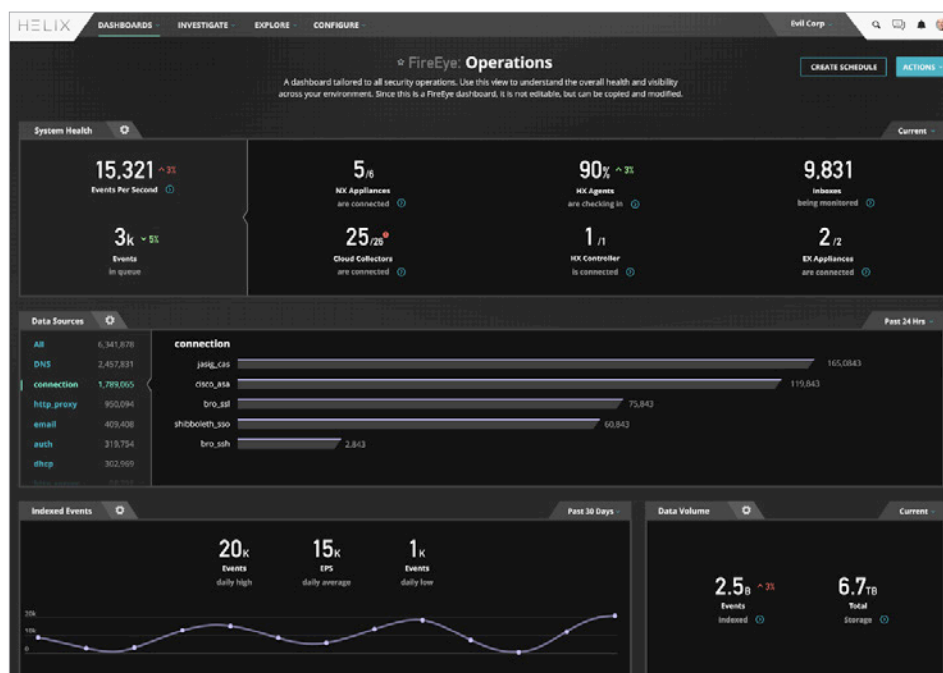 HELIX
DASHBOARDS
INVESTIGATE
EXPLORE
CONFIGURE
Evil Corp
FireEye: Operations
A dashboard tailored to all security operations. Use this view to understand the overall health and visibility
across your environment. Since this is a FireEye dashboard, it is not editable, but can be copied and modified.
CREATE SCHEDULE
ACTIONS
System Health
Current
15,321 3%
Events Per Second
3k 5%
Events
in queue
5/6
NX Appliances
are connected
90% 3%
HX Agents
are checking in
9,831
Inboxes
being monitored
25/26
Cloud Collectors
are connected
1/1
HX Controller
is connected
2/2
EX Appliances
are connected
Data Sources
Past 24 Hrs
All 6,341,878
DNS 2,457,831
connection 1,789,065
http_proxy 950,094
email 409,408
auth 319,754
dhcp 302,969
connection
jasig_cas 165,0843
cisco_asa 119,843
bro_ssl 75,843
shibboleth_sso 60,843
bro_ssh 2,843
Indexed Events
Past 30 Days
20K
Events
daily high
15K
EPS
daily average
1K
Events
daily low
20k
10k
0
Data Volume
Current
2.5B 3%
Events
Indexed
6.7TB
Total
Storage